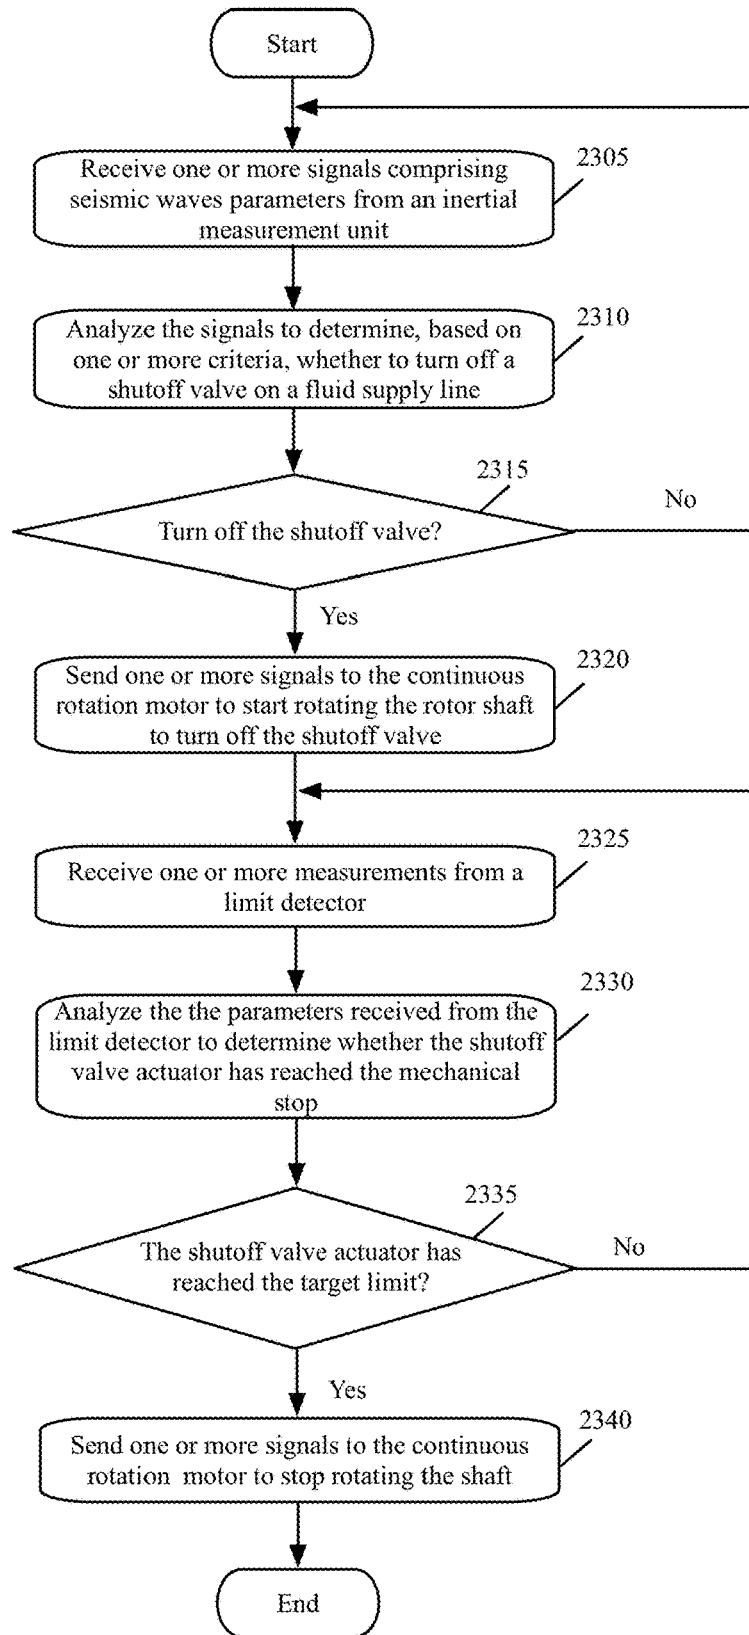 Start
2305
Receive one or more signals comprising
seismic waves parameters from an inertial
measurement unit
2310
Analyze the signals to determine, based on
one or more criteria, whether to turn off a
shutoff valve on a fluid supply line
2315
No
Turn off the shutoff valve?
Yes
2320
Send one or more signals to the continuous
rotation motor to start rotating the rotor shaft
to turn off the shutoff valve
2325
Receive one or more measurements from a
limit detector
2330
Analyze the the parameters received from the
limit detector to determine whether the shutoff
valve actuator has reached the mechanical
stop
2335
No
The shutoff valve actuator has
reached the target limit?
Yes
2340
Send one or more signals to the continuous
rotation motor to stop rotating the shaft
End